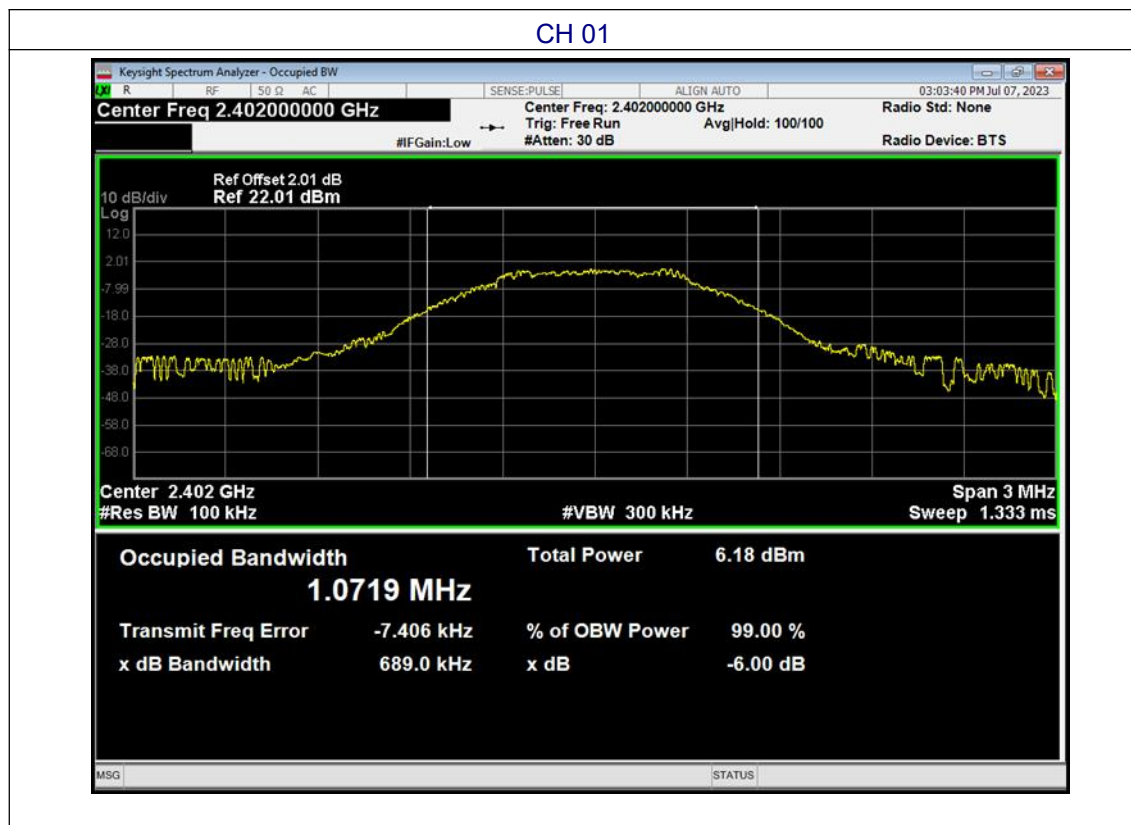 CH 01
Keysight Spectrum Analyzer - Occupied BW
LXI R RF 50 Ω AC SENSE:PULSE ALIGN AUTO 03:03:40 PM Jul 07, 2023
Center Freq 2.402000000 GHz Center Freq: 2.402000000 GHz Radio Std: None
Trig: Free Run Avg|Hold: 100/100
#IFGain:Low #Atten: 30 dB Radio Device: BTS
Ref Offset 2.01 dB
10 dB/div Ref 22.01 dBm
Log
12.0
2.01
-7.99
-18.0
-28.0
-38.0
-48.0
-58.0
-68.0
Center 2.402 GHz Span 3 MHz
#Res BW 100 kHz #VBW 300 kHz Sweep 1.333 ms
Occupied Bandwidth Total Power 6.18 dBm
1.0719 MHz
Transmit Freq Error -7.406 kHz % of OBW Power 99.00 %
x dB Bandwidth 689.0 kHz x dB -6.00 dB
MSG STATUS